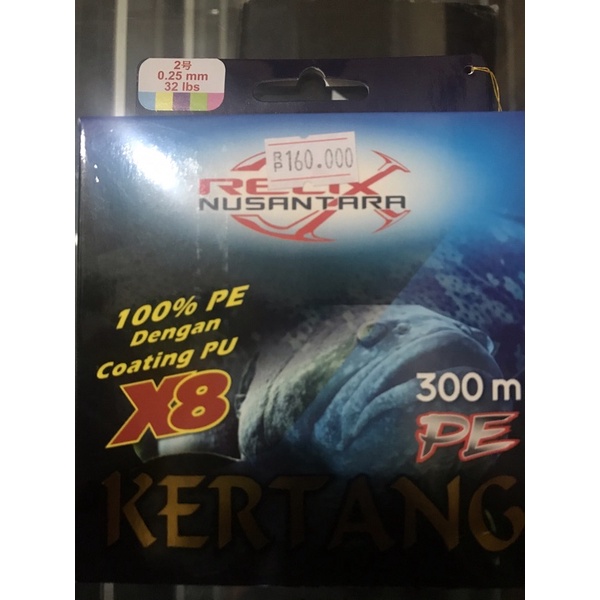 2号
0.25 mm
32 lbs
RP160.000
RELIX
NUSANTARA
100% PE
Dengan
Coating PU
X8
300 m
PE
KERTANG